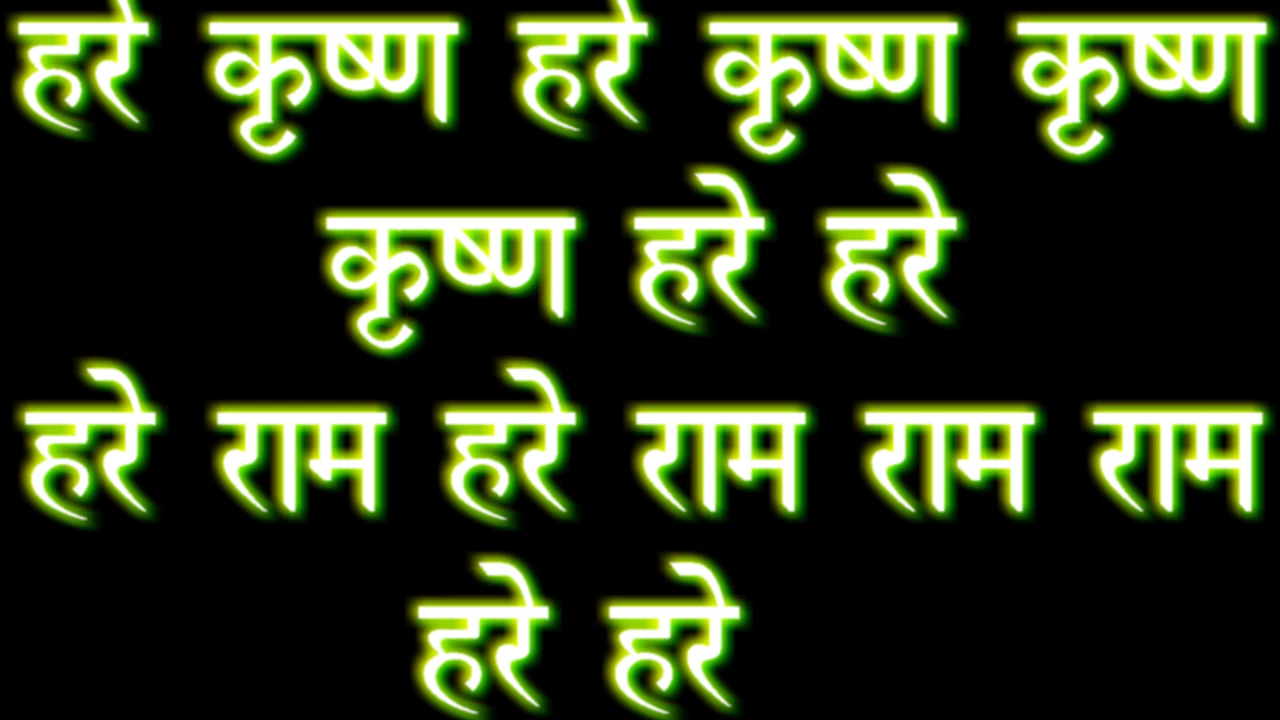 हरे कृष्ण हरे कृष्ण कृष्ण
कृष्ण हरे हरे
हरे राम हरे राम राम राम
हरे हरे